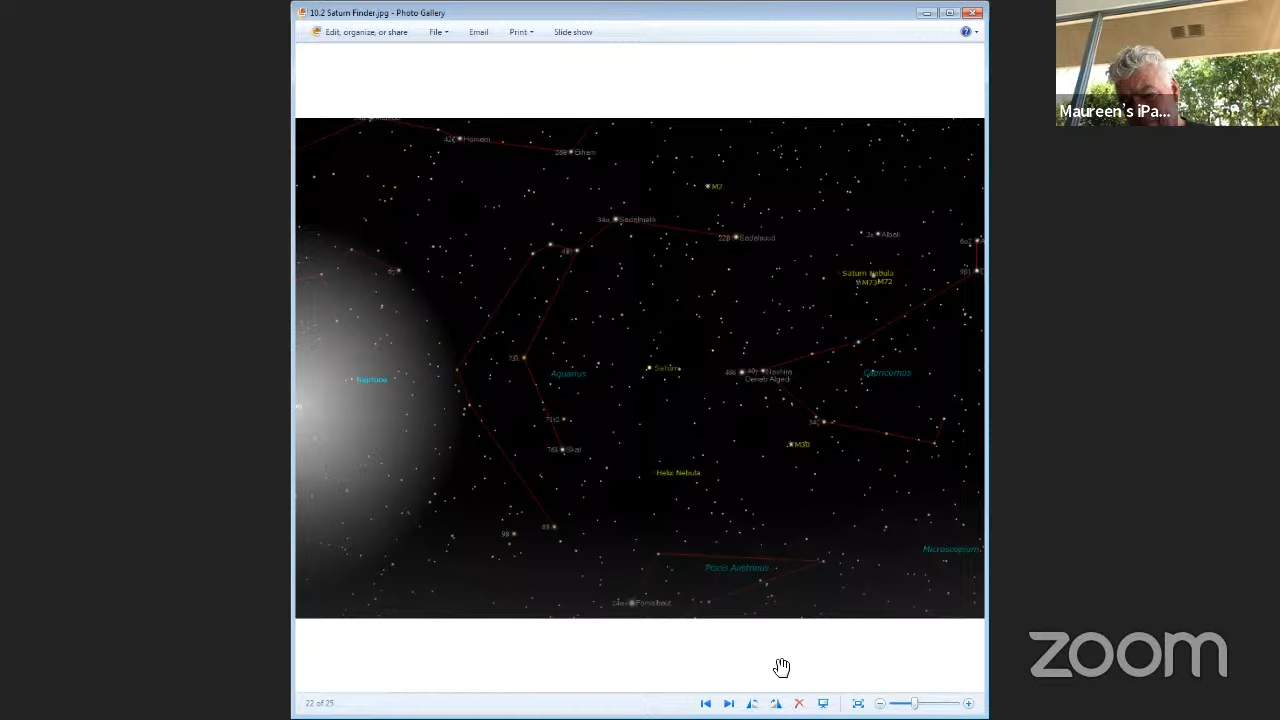 10.2 Saturn Finder.jpg - Photo Gallery
Edit, organize, or share File Email Print Slide show
Maureen's iPa...
Homam
Biham
M2
Sadalmelik
Sadalsuud
Albali
Saturn Nebula
M73 M72
Neptune
Aquarius
Saturn
Nashira
Deneb Algedi
Capricornus
Skat
M30
Helix Nebula
98
88
Microscopium
Piscis Austrinus
Fomalhaut
zoom
22 of 25